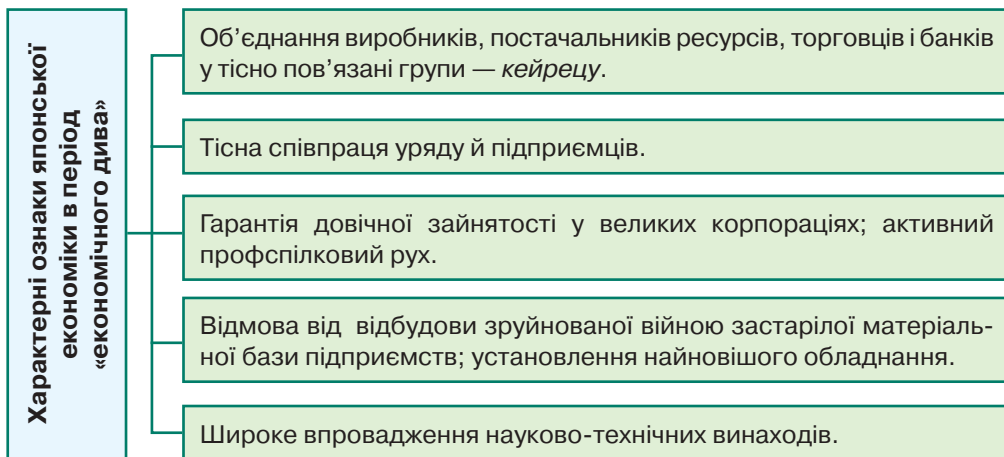 Характерні ознаки японської
економіки в період
«економічного дива»
Об’єднання виробників, постачальників ресурсів, торговців і банків
у тісно пов’язані групи — кейрецу.
Тісна співпраця уряду й підприємців.
Гарантія довічної зайнятості у великих корпораціях; активний
профспілковий рух.
Відмова від відбудови зруйнованої війною застарілої матеріаль-
ної бази підприємств; установлення найновішого обладнання.
Широке впровадження науково-технічних винаходів.